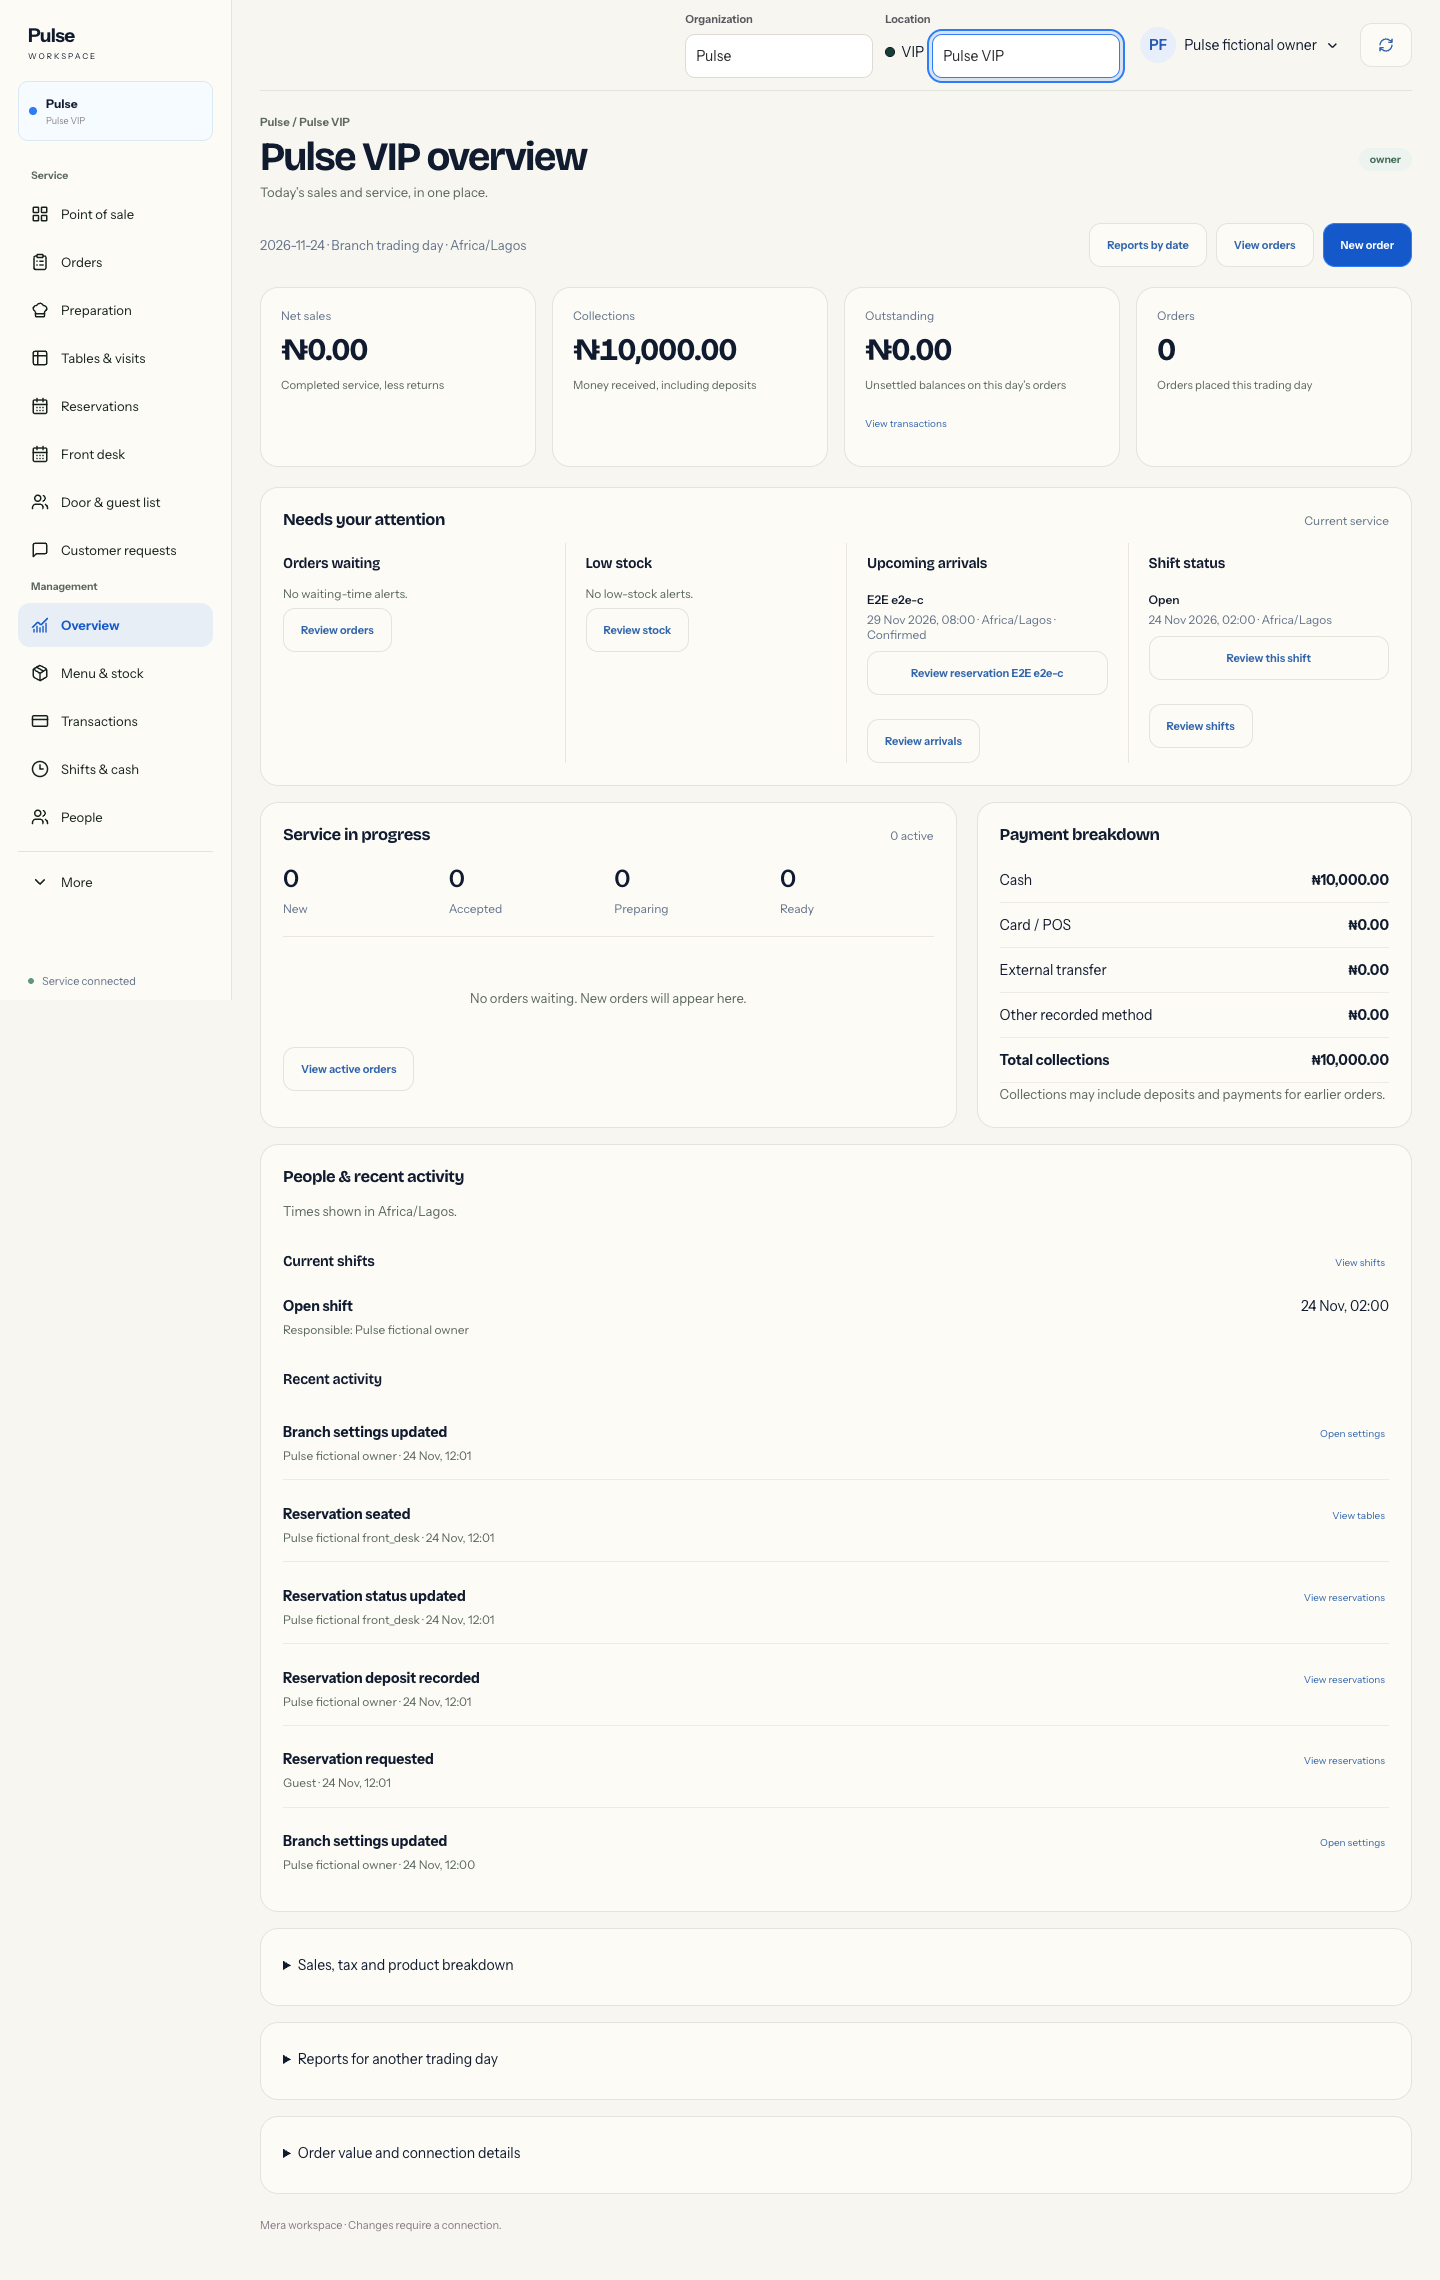 Pulse
WORKSPACE
Pulse
Pulse VIP
Service
Point of sale
Orders
Preparation
Tables & visits
Reservations
Front desk
Door & guest list
Customer requests
Management
Overview
Menu & stock
Transactions
Shifts & cash
People
More
Service connected
Organization
Pulse
Location
VIP
Pulse VIP
PF
Pulse fictional owner
Pulse / Pulse VIP
Pulse VIP overview
owner
Today's sales and service, in one place.
2026-11-24 · Branch trading day · Africa/Lagos
Reports by date
View orders
New order
Net sales
₦0.00
Completed service, less returns
Collections
₦10,000.00
Money received, including deposits
Outstanding
₦0.00
Unsettled balances on this day's orders
View transactions
Orders
0
Orders placed this trading day
Needs your attention
Current service
Orders waiting
No waiting-time alerts.
Review orders
Low stock
No low-stock alerts.
Review stock
Upcoming arrivals
E2E e2e-c
29 Nov 2026, 08:00 · Africa/Lagos ·
Confirmed
Review reservation E2E e2e-c
Review arrivals
Shift status
Open
24 Nov 2026, 02:00 · Africa/Lagos
Review this shift
Review shifts
Service in progress
0 active
0
New
0
Accepted
0
Preparing
0
Ready
No orders waiting. New orders will appear here.
View active orders
Payment breakdown
Cash ₦10,000.00
Card / POS ₦0.00
External transfer ₦0.00
Other recorded method ₦0.00
Total collections ₦10,000.00
Collections may include deposits and payments for earlier orders.
People & recent activity
Times shown in Africa/Lagos.
Current shifts
View shifts
Open shift
24 Nov, 02:00
Responsible: Pulse fictional owner
Recent activity
Branch settings updated
Open settings
Pulse fictional owner · 24 Nov, 12:01
Reservation seated
View tables
Pulse fictional front_desk · 24 Nov, 12:01
Reservation status updated
View reservations
Pulse fictional front_desk · 24 Nov, 12:01
Reservation deposit recorded
View reservations
Pulse fictional owner · 24 Nov, 12:01
Reservation requested
View reservations
Guest · 24 Nov, 12:01
Branch settings updated
Open settings
Pulse fictional owner · 24 Nov, 12:00
Sales, tax and product breakdown
Reports for another trading day
Order value and connection details
Mera workspace · Changes require a connection.